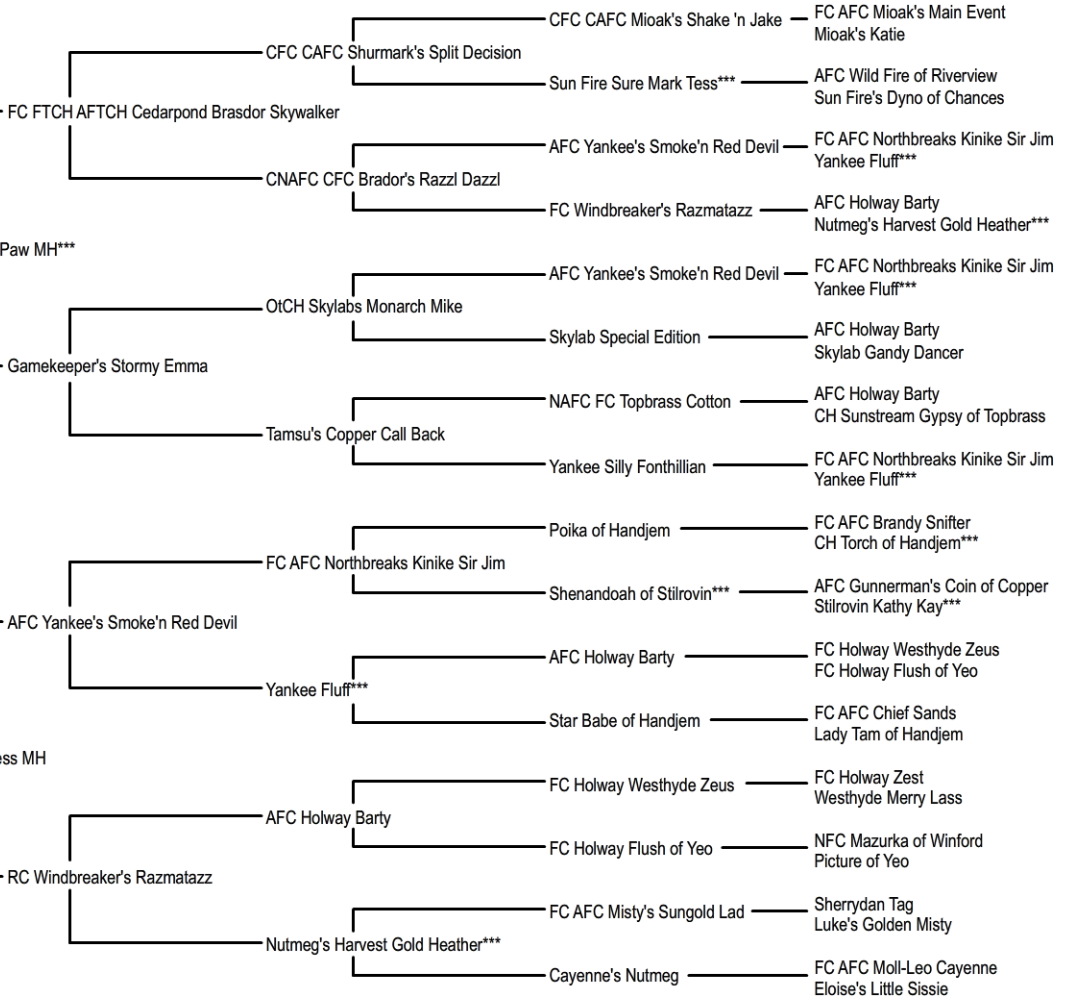 CFC CAFC Mioak's Shake 'n Jake
FC AFC Mioak's Main Event
Mioak's Katie
CFC CAFC Shurmark's Split Decision
Sun Fire Sure Mark Tess***
AFC Wild Fire of Riverview
Sun Fire's Dyno of Chances
FC FTCH AFTCH Cedarpond Brasdor Skywalker
AFC Yankee's Smoke'n Red Devil
FC AFC Northbreaks Kinike Sir Jim
Yankee Fluff***
CNAFC CFC Brador's Razzl Dazzl
FC Windbreaker's Razmatazz
AFC Holway Barty
Nutmeg's Harvest Gold Heather***
Paw MH***
AFC Yankee's Smoke'n Red Devil
FC AFC Northbreaks Kinike Sir Jim
Yankee Fluff***
OtCH Skylabs Monarch Mike
Skylab Special Edition
AFC Holway Barty
Skylab Gandy Dancer
Gamekeeper's Stormy Emma
NAFC FC Topbrass Cotton
AFC Holway Barty
CH Sunstream Gypsy of Topbrass
Tamsu's Copper Call Back
Yankee Silly Fonthillian
FC AFC Northbreaks Kinike Sir Jim
Yankee Fluff***
Poika of Handjem
FC AFC Brandy Snifter
CH Torch of Handjem***
FC AFC Northbreaks Kinike Sir Jim
Shenandoah of Stilrovin***
AFC Gunnerman's Coin of Copper
Stilrovin Kathy Kay***
AFC Yankee's Smoke'n Red Devil
AFC Holway Barty
FC Holway Westhyde Zeus
FC Holway Flush of Yeo
Yankee Fluff***
Star Babe of Handjem
FC AFC Chief Sands
Lady Tam of Handjem
ess MH
FC Holway Westhyde Zeus
FC Holway Zest
Westhyde Merry Lass
AFC Holway Barty
FC Holway Flush of Yeo
NFC Mazurka of Winford
Picture of Yeo
RC Windbreaker's Razmatazz
FC AFC Misty's Sungold Lad
Sherrydan Tag
Luke's Golden Misty
Nutmeg's Harvest Gold Heather***
Cayenne's Nutmeg
FC AFC Moll-Leo Cayenne
Eloise's Little Sissie